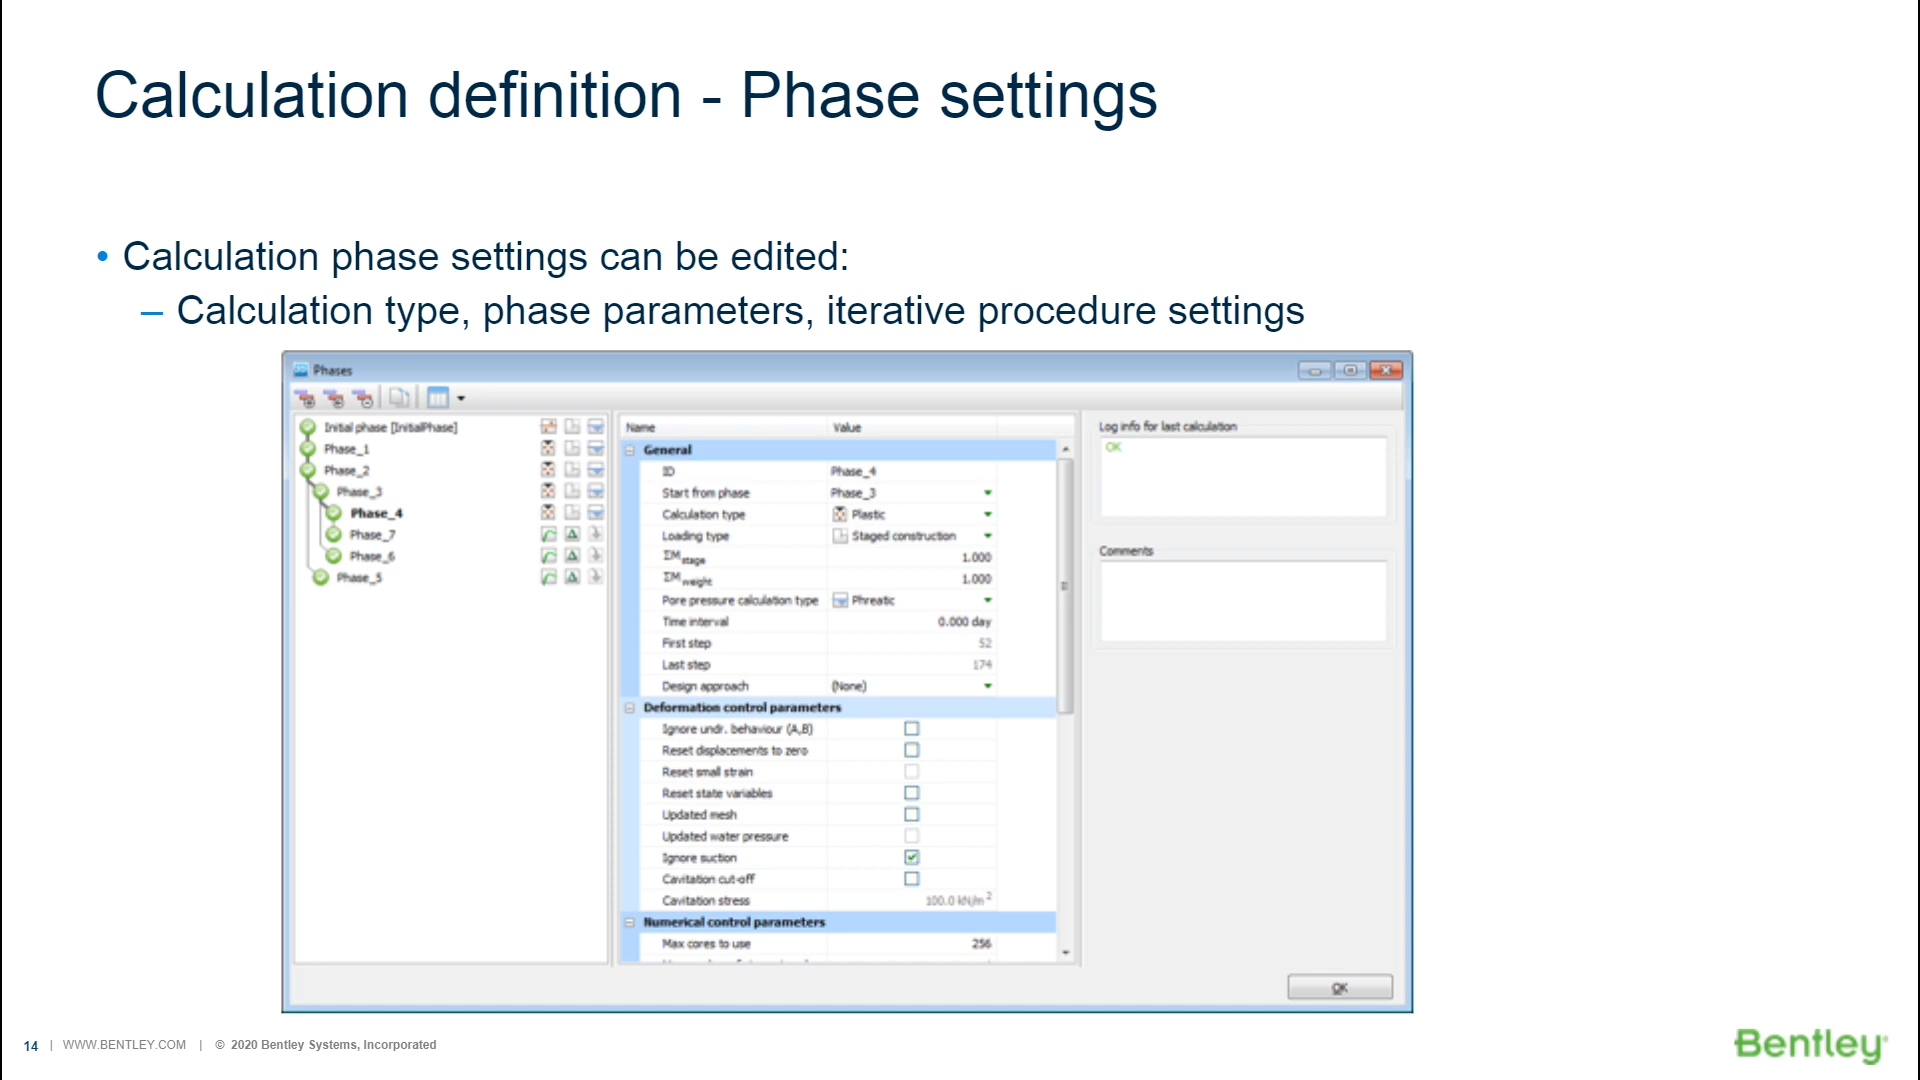 Calculation definition - Phase settings
• Calculation phase settings can be edited:
– Calculation type, phase parameters, iterative procedure settings
Phases
Initial phase [InitialPhase]
Phase_1
Phase_2
Phase_3
Phase_4
Phase_7
Phase_6
Phase_5
Name Value
General
ID Phase_4
Start from phase Phase_3
Calculation type Plastic
Loading type Staged construction
ΣMstage 1.000
ΣMweight 1.000
Pore pressure calculation type Phreatic
Time interval 0.000 day
First step 52
Last step 174
Design approach (None)
Deformation control parameters
Ignore undr. behaviour (A,B)
Reset displacements to zero
Reset small strain
Reset state variables
Updated mesh
Updated water pressure
Ignore suction
Cavitation cut-off
Cavitation stress 100.0 kN/m²
Numerical control parameters
Max cores to use 256
Log info for last calculation
OK
Comments
OK
14 | WWW.BENTLEY.COM | © 2020 Bentley Systems, Incorporated
Bentley